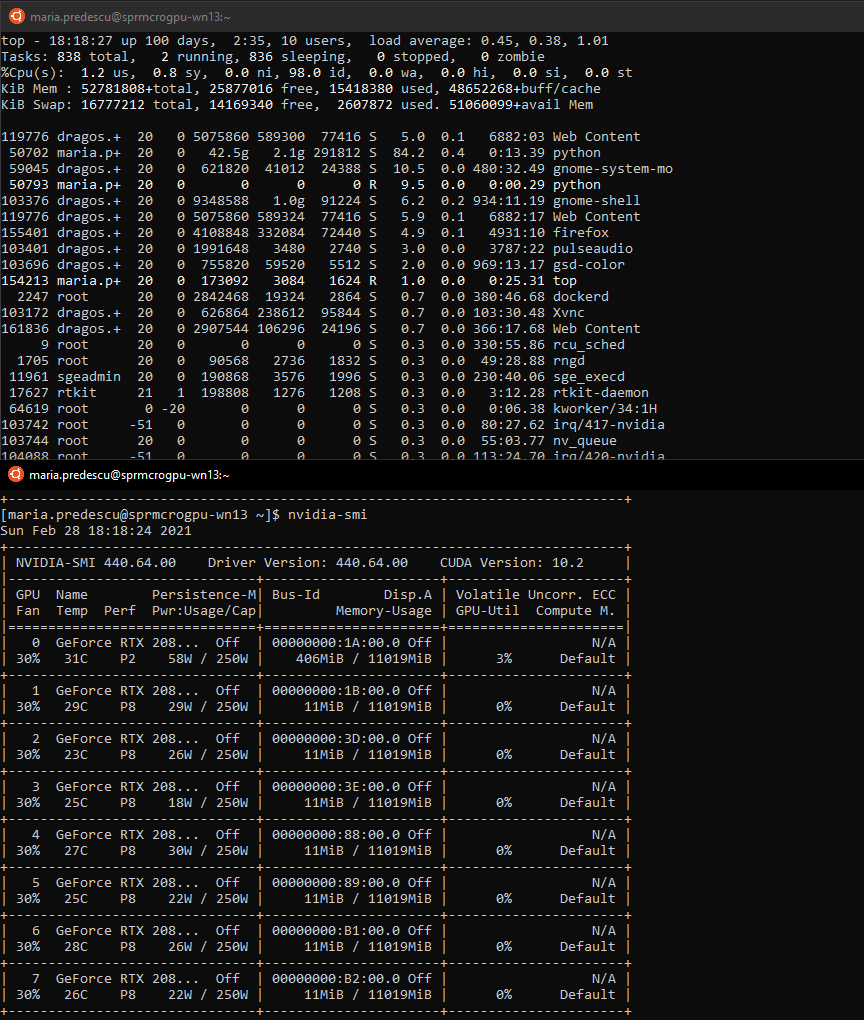 maria.predescu@sprmcrogpu-wn13:~
top - 18:18:27 up 100 days,  2:35, 10 users,  load average: 0.45, 0.38, 1.01
Tasks: 838 total,   2 running, 836 sleeping,   0 stopped,   0 zombie
%Cpu(s):  1.2 us,  0.8 sy,  0.0 ni, 98.0 id,  0.0 wa,  0.0 hi,  0.0 si,  0.0 st
KiB Mem : 52781808+total, 25877016 free, 15418380 used, 48652268+buff/cache
KiB Swap: 16777212 total, 14169340 free,  2607872 used. 51060099+avail Mem
119776 dragos.+  20   0 5075860 589300  77416 S   5.0  0.1   6882:03 Web Content
 50702 maria.p+  20   0   42.5g   2.1g 291812 S  84.2  0.4   0:13.39 python
 59045 dragos.+  20   0  621820  41012  24388 S  10.5  0.0 480:32.49 gnome-system-mo
 50793 maria.p+  20   0       0      0      0 R   9.5  0.0   0:00.29 python
103376 dragos.+  20   0 9348588   1.0g  91224 S   6.2  0.2 934:11.19 gnome-shell
119776 dragos.+  20   0 5075860 589324  77416 S   5.9  0.1   6882:17 Web Content
155401 dragos.+  20   0 4108848 332084  72440 S   4.9  0.1   4931:10 firefox
103401 dragos.+  20   0 1991648   3480   2740 S   3.0  0.0   3787:22 pulseaudio
103696 dragos.+  20   0  755820  59520   5512 S   2.0  0.0 969:13.17 gsd-color
154213 maria.p+  20   0  173092   3084   1624 R   1.0  0.0   0:25.31 top
  2247 root      20   0 2842468  19324   2864 S   0.7  0.0 380:46.68 dockerd
103172 dragos.+  20   0  626864 238612  95844 S   0.7  0.0 103:30.48 Xvnc
161836 dragos.+  20   0 2907544 106296  24196 S   0.7  0.0 366:17.68 Web Content
     9 root      20   0       0      0      0 S   0.3  0.0 330:55.86 rcu_sched
  1705 root      20   0   90568   2736   1832 S   0.3  0.0  49:28.88 rngd
 11961 sgeadmin  20   0  190868   3576   1996 S   0.3  0.0 230:40.06 sge_execd
 17627 rtkit     21   1  198808   1276   1208 S   0.3  0.0   3:12.28 rtkit-daemon
 64619 root       0 -20       0      0      0 S   0.3  0.0   0:06.38 kworker/34:1H
103742 root     -51   0       0      0      0 S   0.3  0.0  80:27.62 irq/417-nvidia
103744 root      20   0       0      0      0 S   0.3  0.0  55:03.77 nv_queue
104088 root     -51   0       0      0      0 S   0.3  0.0 113:24.70 irq/420-nvidia
maria.predescu@sprmcrogpu-wn13:~
+-----------------------------------------------------------------------------+
[maria.predescu@sprmcrogpu-wn13 ~]$ nvidia-smi
Sun Feb 28 18:18:24 2021
+-----------------------------------------------------------------------------+
| NVIDIA-SMI 440.64.00    Driver Version: 440.64.00    CUDA Version: 10.2     |
|-------------------------------+----------------------+----------------------+
| GPU  Name        Persistence-M| Bus-Id        Disp.A | Volatile Uncorr. ECC |
| Fan  Temp  Perf  Pwr:Usage/Cap|         Memory-Usage | GPU-Util  Compute M. |
|===============================+======================+======================|
|   0  GeForce RTX 208...  Off  | 00000000:1A:00.0 Off |                  N/A |
| 30%   31C    P2    58W / 250W |    406MiB / 11019MiB |      3%      Default |
+-------------------------------+----------------------+----------------------+
|   1  GeForce RTX 208...  Off  | 00000000:1B:00.0 Off |                  N/A |
| 30%   29C    P8    29W / 250W |     11MiB / 11019MiB |      0%      Default |
+-------------------------------+----------------------+----------------------+
|   2  GeForce RTX 208...  Off  | 00000000:3D:00.0 Off |                  N/A |
| 30%   23C    P8    26W / 250W |     11MiB / 11019MiB |      0%      Default |
+-------------------------------+----------------------+----------------------+
|   3  GeForce RTX 208...  Off  | 00000000:3E:00.0 Off |                  N/A |
| 30%   25C    P8    18W / 250W |     11MiB / 11019MiB |      0%      Default |
+-------------------------------+----------------------+----------------------+
|   4  GeForce RTX 208...  Off  | 00000000:88:00.0 Off |                  N/A |
| 30%   27C    P8    30W / 250W |     11MiB / 11019MiB |      0%      Default |
+-------------------------------+----------------------+----------------------+
|   5  GeForce RTX 208...  Off  | 00000000:89:00.0 Off |                  N/A |
| 30%   25C    P8    22W / 250W |     11MiB / 11019MiB |      0%      Default |
+-------------------------------+----------------------+----------------------+
|   6  GeForce RTX 208...  Off  | 00000000:B1:00.0 Off |                  N/A |
| 30%   28C    P8    26W / 250W |     11MiB / 11019MiB |      0%      Default |
+-------------------------------+----------------------+----------------------+
|   7  GeForce RTX 208...  Off  | 00000000:B2:00.0 Off |                  N/A |
| 30%   26C    P8    22W / 250W |     11MiB / 11019MiB |      0%      Default |
+-------------------------------+----------------------+----------------------+